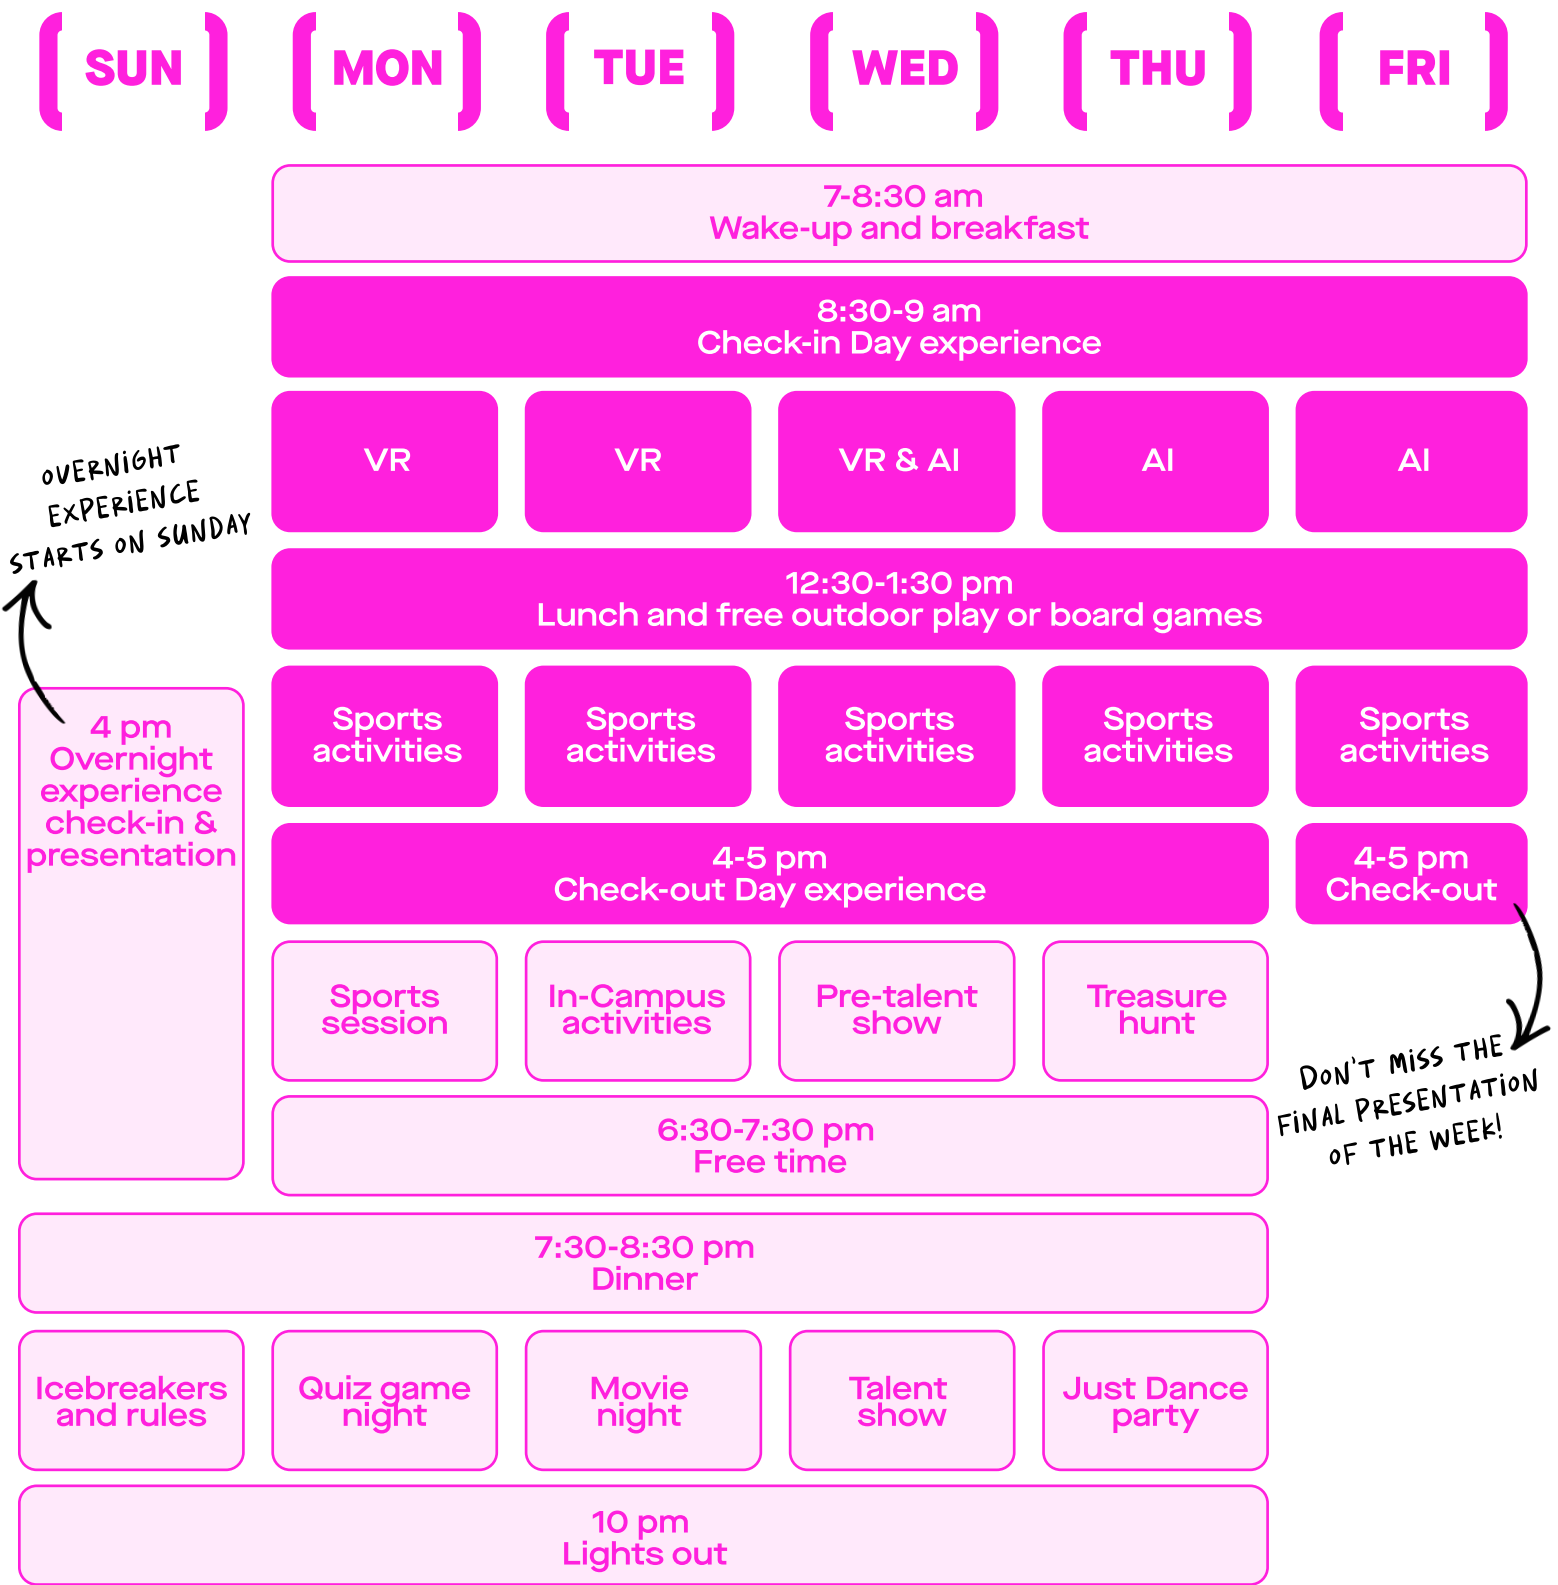 SUN
MON
TUE
WED
THU
FRI
7-8:30 am
Wake-up and breakfast
8:30-9 am
Check-in Day experience
VR
VR
VR & AI
AI
AI
OVERNIGHT
EXPERIENCE
STARTS ON SUNDAY
12:30-1:30 pm
Lunch and free outdoor play or board games
4 pm
Overnight
experience
check-in &
presentation
Sports
activities
Sports
activities
Sports
activities
Sports
activities
Sports
activities
4-5 pm
Check-out Day experience
4-5 pm
Check-out
Sports
session
In-Campus
activities
Pre-talent
show
Treasure
hunt
DON'T MISS THE
FINAL PRESENTATION
OF THE WEEK!
6:30-7:30 pm
Free time
7:30-8:30 pm
Dinner
Icebreakers
and rules
Quiz game
night
Movie
night
Talent
show
Just Dance
party
10 pm
Lights out